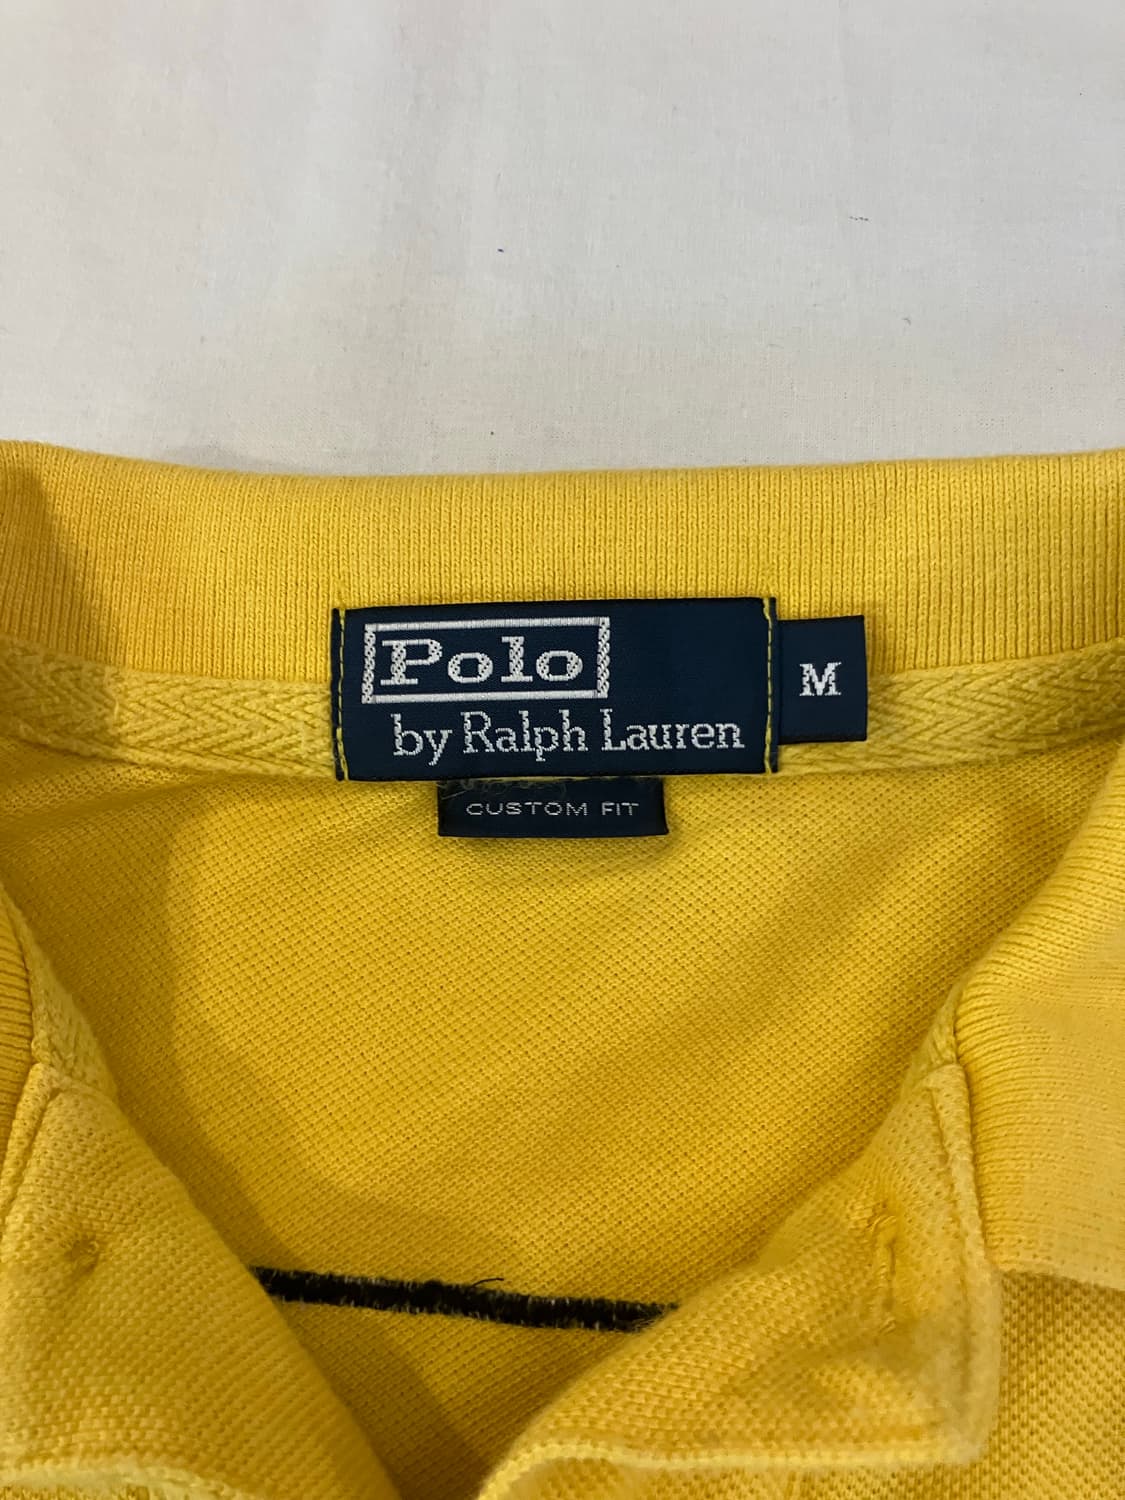 Polo
by Ralph Lauren
M
CUSTOM FIT